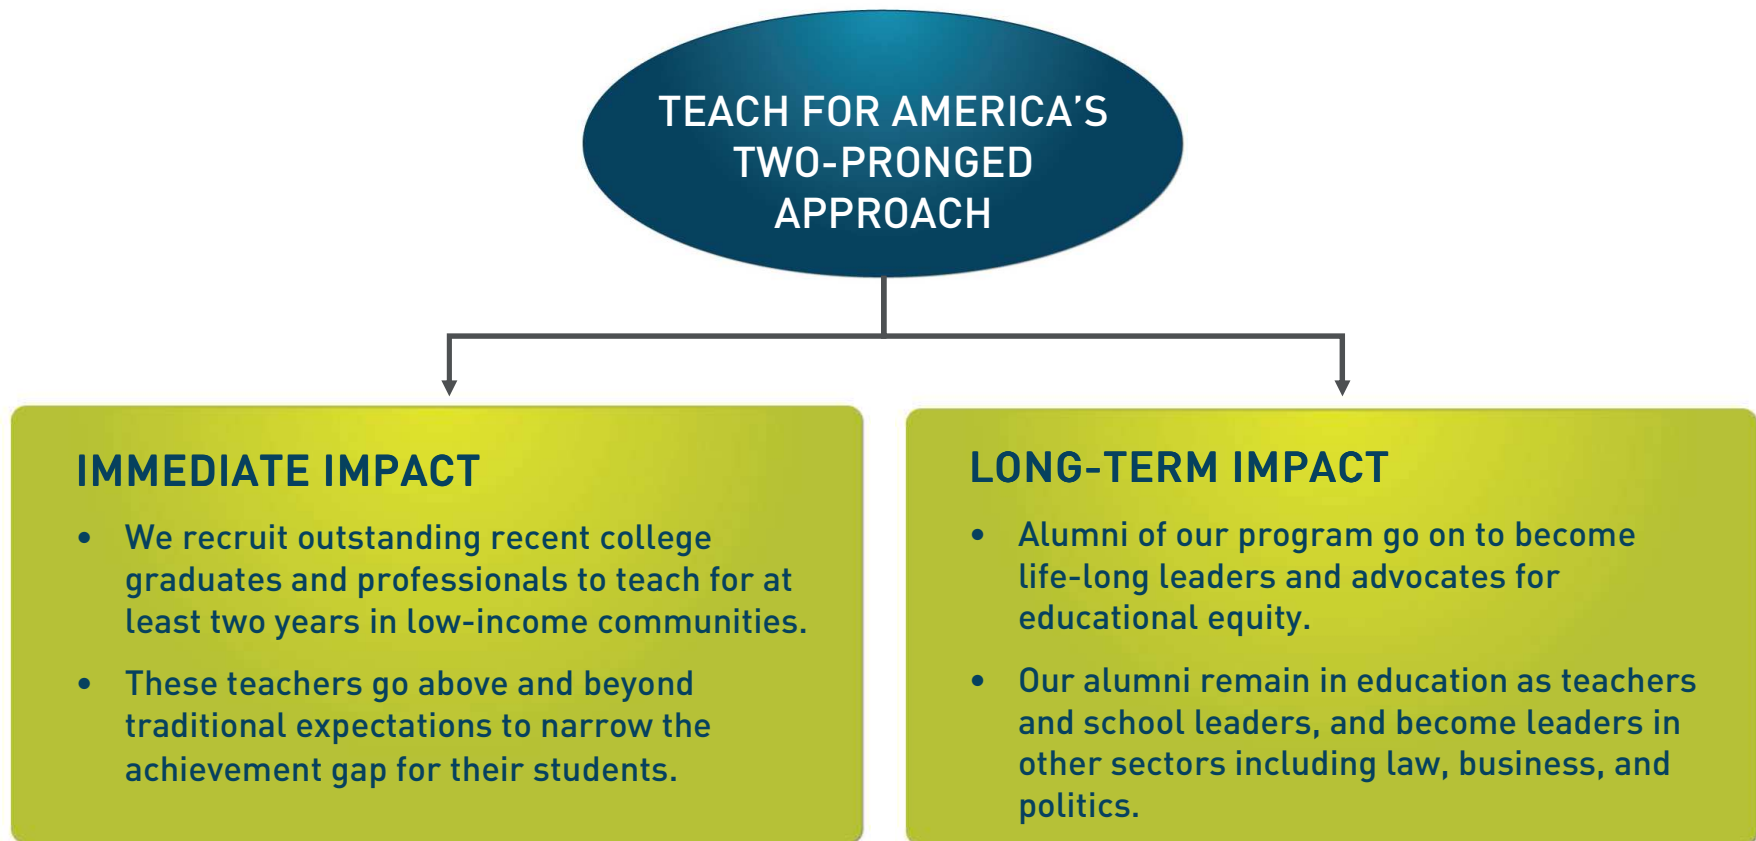 TEACH FOR AMERICA'S
TWO-PRONGED
APPROACH
IMMEDIATE IMPACT
• We recruit outstanding recent college
graduates and professionals to teach for at
least two years in low-income communities.
• These teachers go above and beyond
traditional expectations to narrow the
achievement gap for their students.
LONG-TERM IMPACT
• Alumni of our program go on to become
life-long leaders and advocates for
educational equity.
• Our alumni remain in education as teachers
and school leaders, and become leaders in
other sectors including law, business, and
politics.